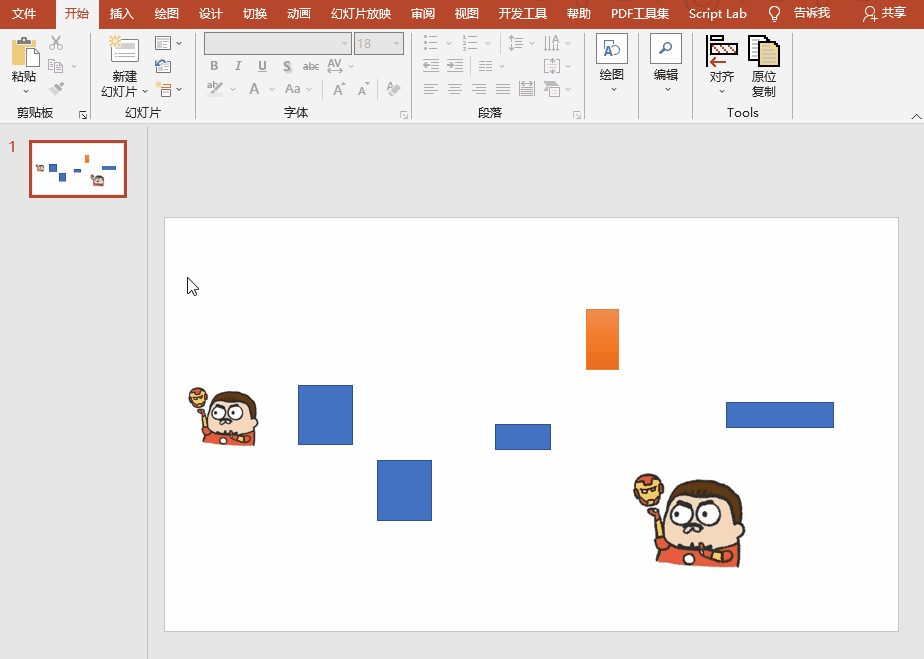 文件 开始 插入 绘图 设计 切换 动画 幻灯片放映 审阅 视图 开发工具 帮助 PDF工具集 Script Lab 告诉我 共享
粘贴
剪贴板
新建
幻灯片
幻灯片
18
B I U S abc AV
A Aa A A
字体
段落
绘图
编辑
对齐
原位
复制
Tools
1